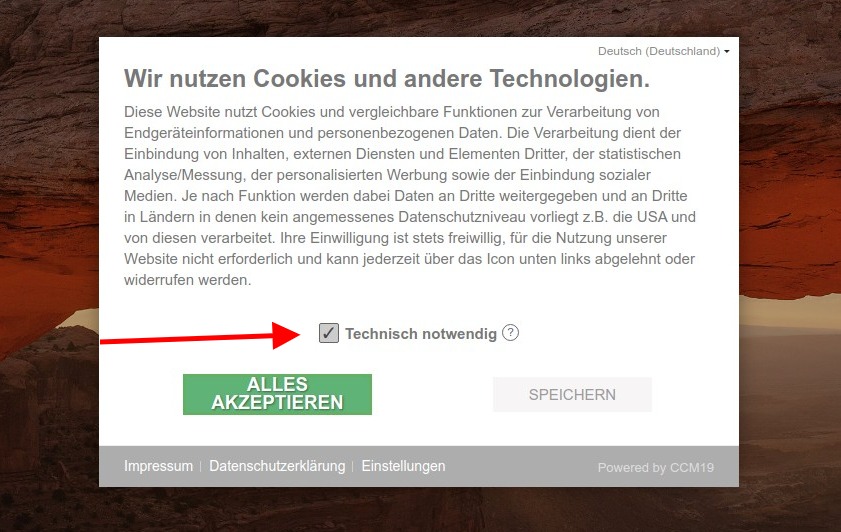 Deutsch (Deutschland)
Wir nutzen Cookies und andere Technologien.
Diese Website nutzt Cookies und vergleichbare Funktionen zur Verarbeitung von
Endgeräteinformationen und personenbezogenen Daten. Die Verarbeitung dient der
Einbindung von Inhalten, externen Diensten und Elementen Dritter, der statistischen
Analyse/Messung, der personalisierten Werbung sowie der Einbindung sozialer
Medien. Je nach Funktion werden dabei Daten an Dritte weitergegeben und an Dritte
in Ländern in denen kein angemessenes Datenschutzniveau vorliegt z.B. die USA und
von diesen verarbeitet. Ihre Einwilligung ist stets freiwillig, für die Nutzung unserer
Website nicht erforderlich und kann jederzeit über das Icon unten links abgelehnt oder
widerrufen werden.
Technisch notwendig ?
ALLES
AKZEPTIEREN
SPEICHERN
Impressum | Datenschutzerklärung | Einstellungen
Powered by CCM19